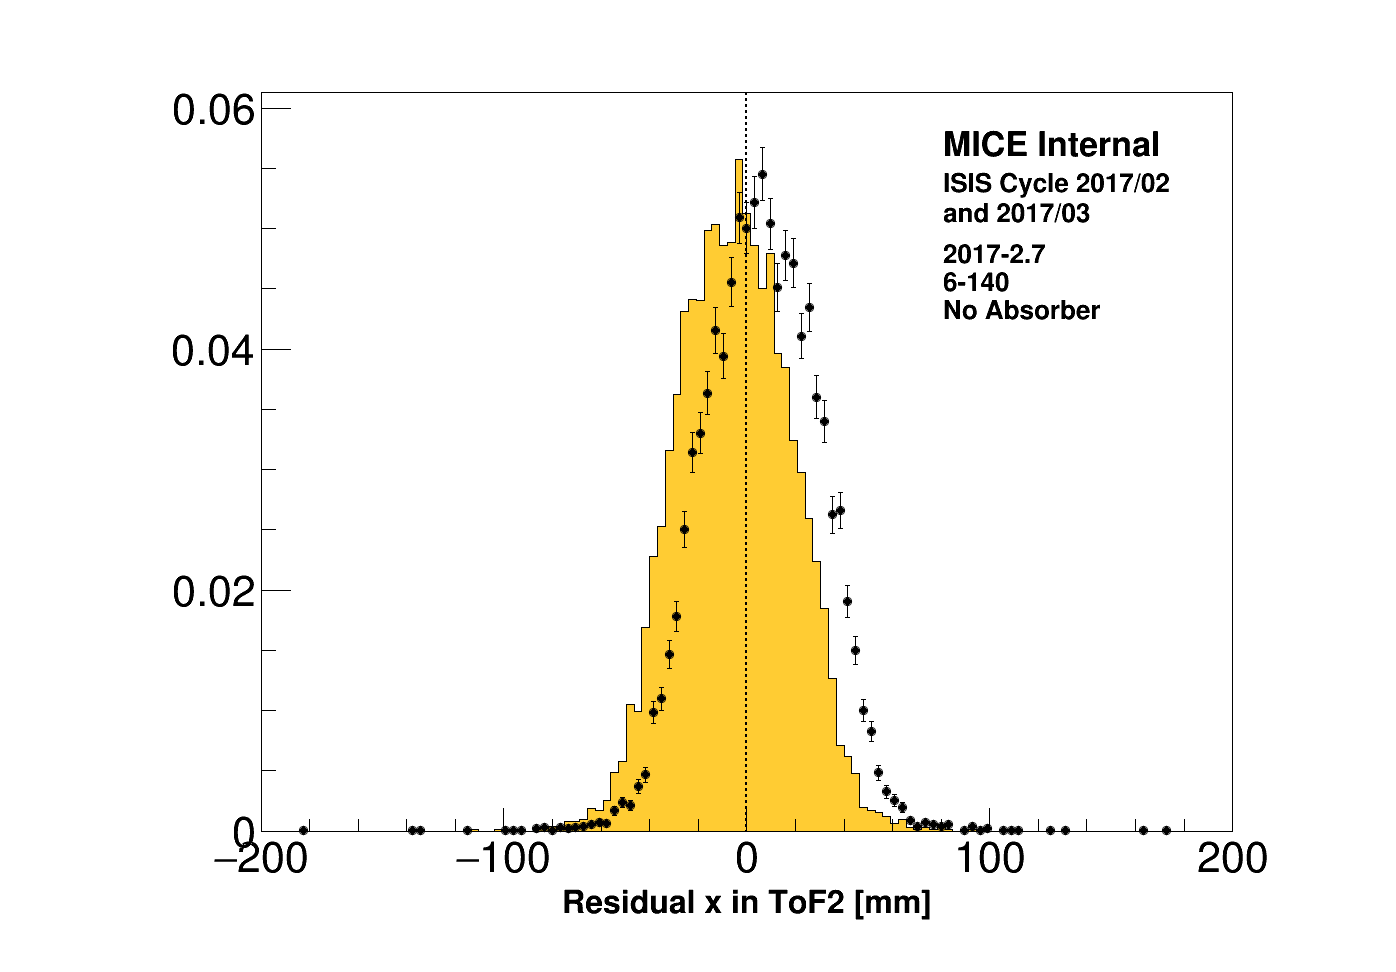 0.06
MICE Internal
ISIS Cycle 2017/02
and 2017/03
2017-2.7
6-140
No Absorber
0.04
0.02
0
−200 −100 0 100 200
Residual x in ToF2 [mm]